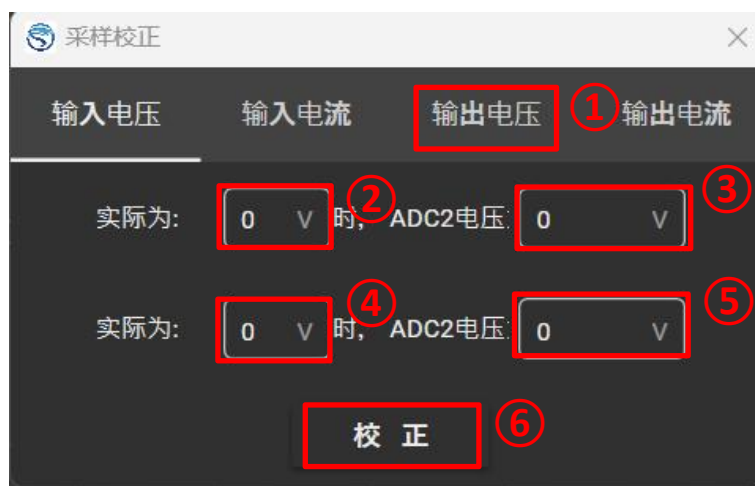 采样校正
输入电压 输入电流 输出电压 ① 输出电流
实际为: 0 V ② 时, ADC2电压: 0 V ③
实际为: 0 V ④ 时, ADC2电压: 0 V ⑤
校 正 ⑥